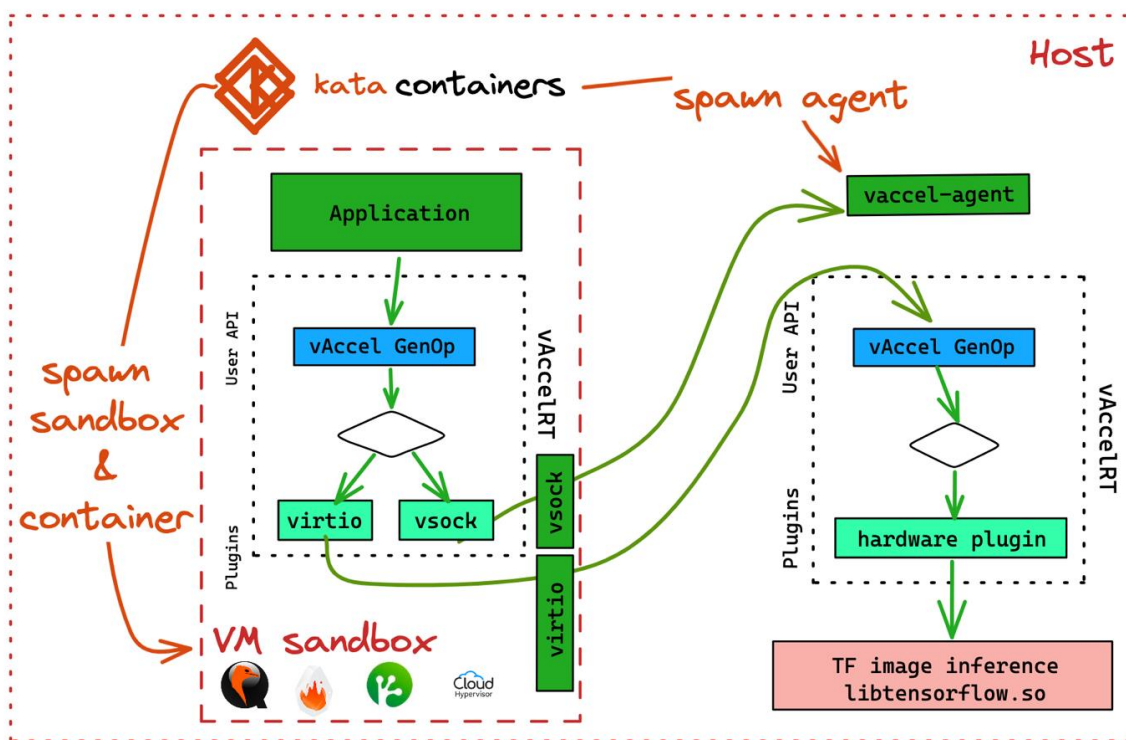 Host
kata containers
spawn agent
vaccel-agent
Application
User API
vAccel GenOp
vAccelRT
virtio
vsock
Plugins
vsock
virtio
spawn
sandbox
&
container
VM sandbox
Cloud
Hypervisor
User API
vAccel GenOp
vAccelRT
Plugins
hardware plugin
TF image inference
libtensorflow.so